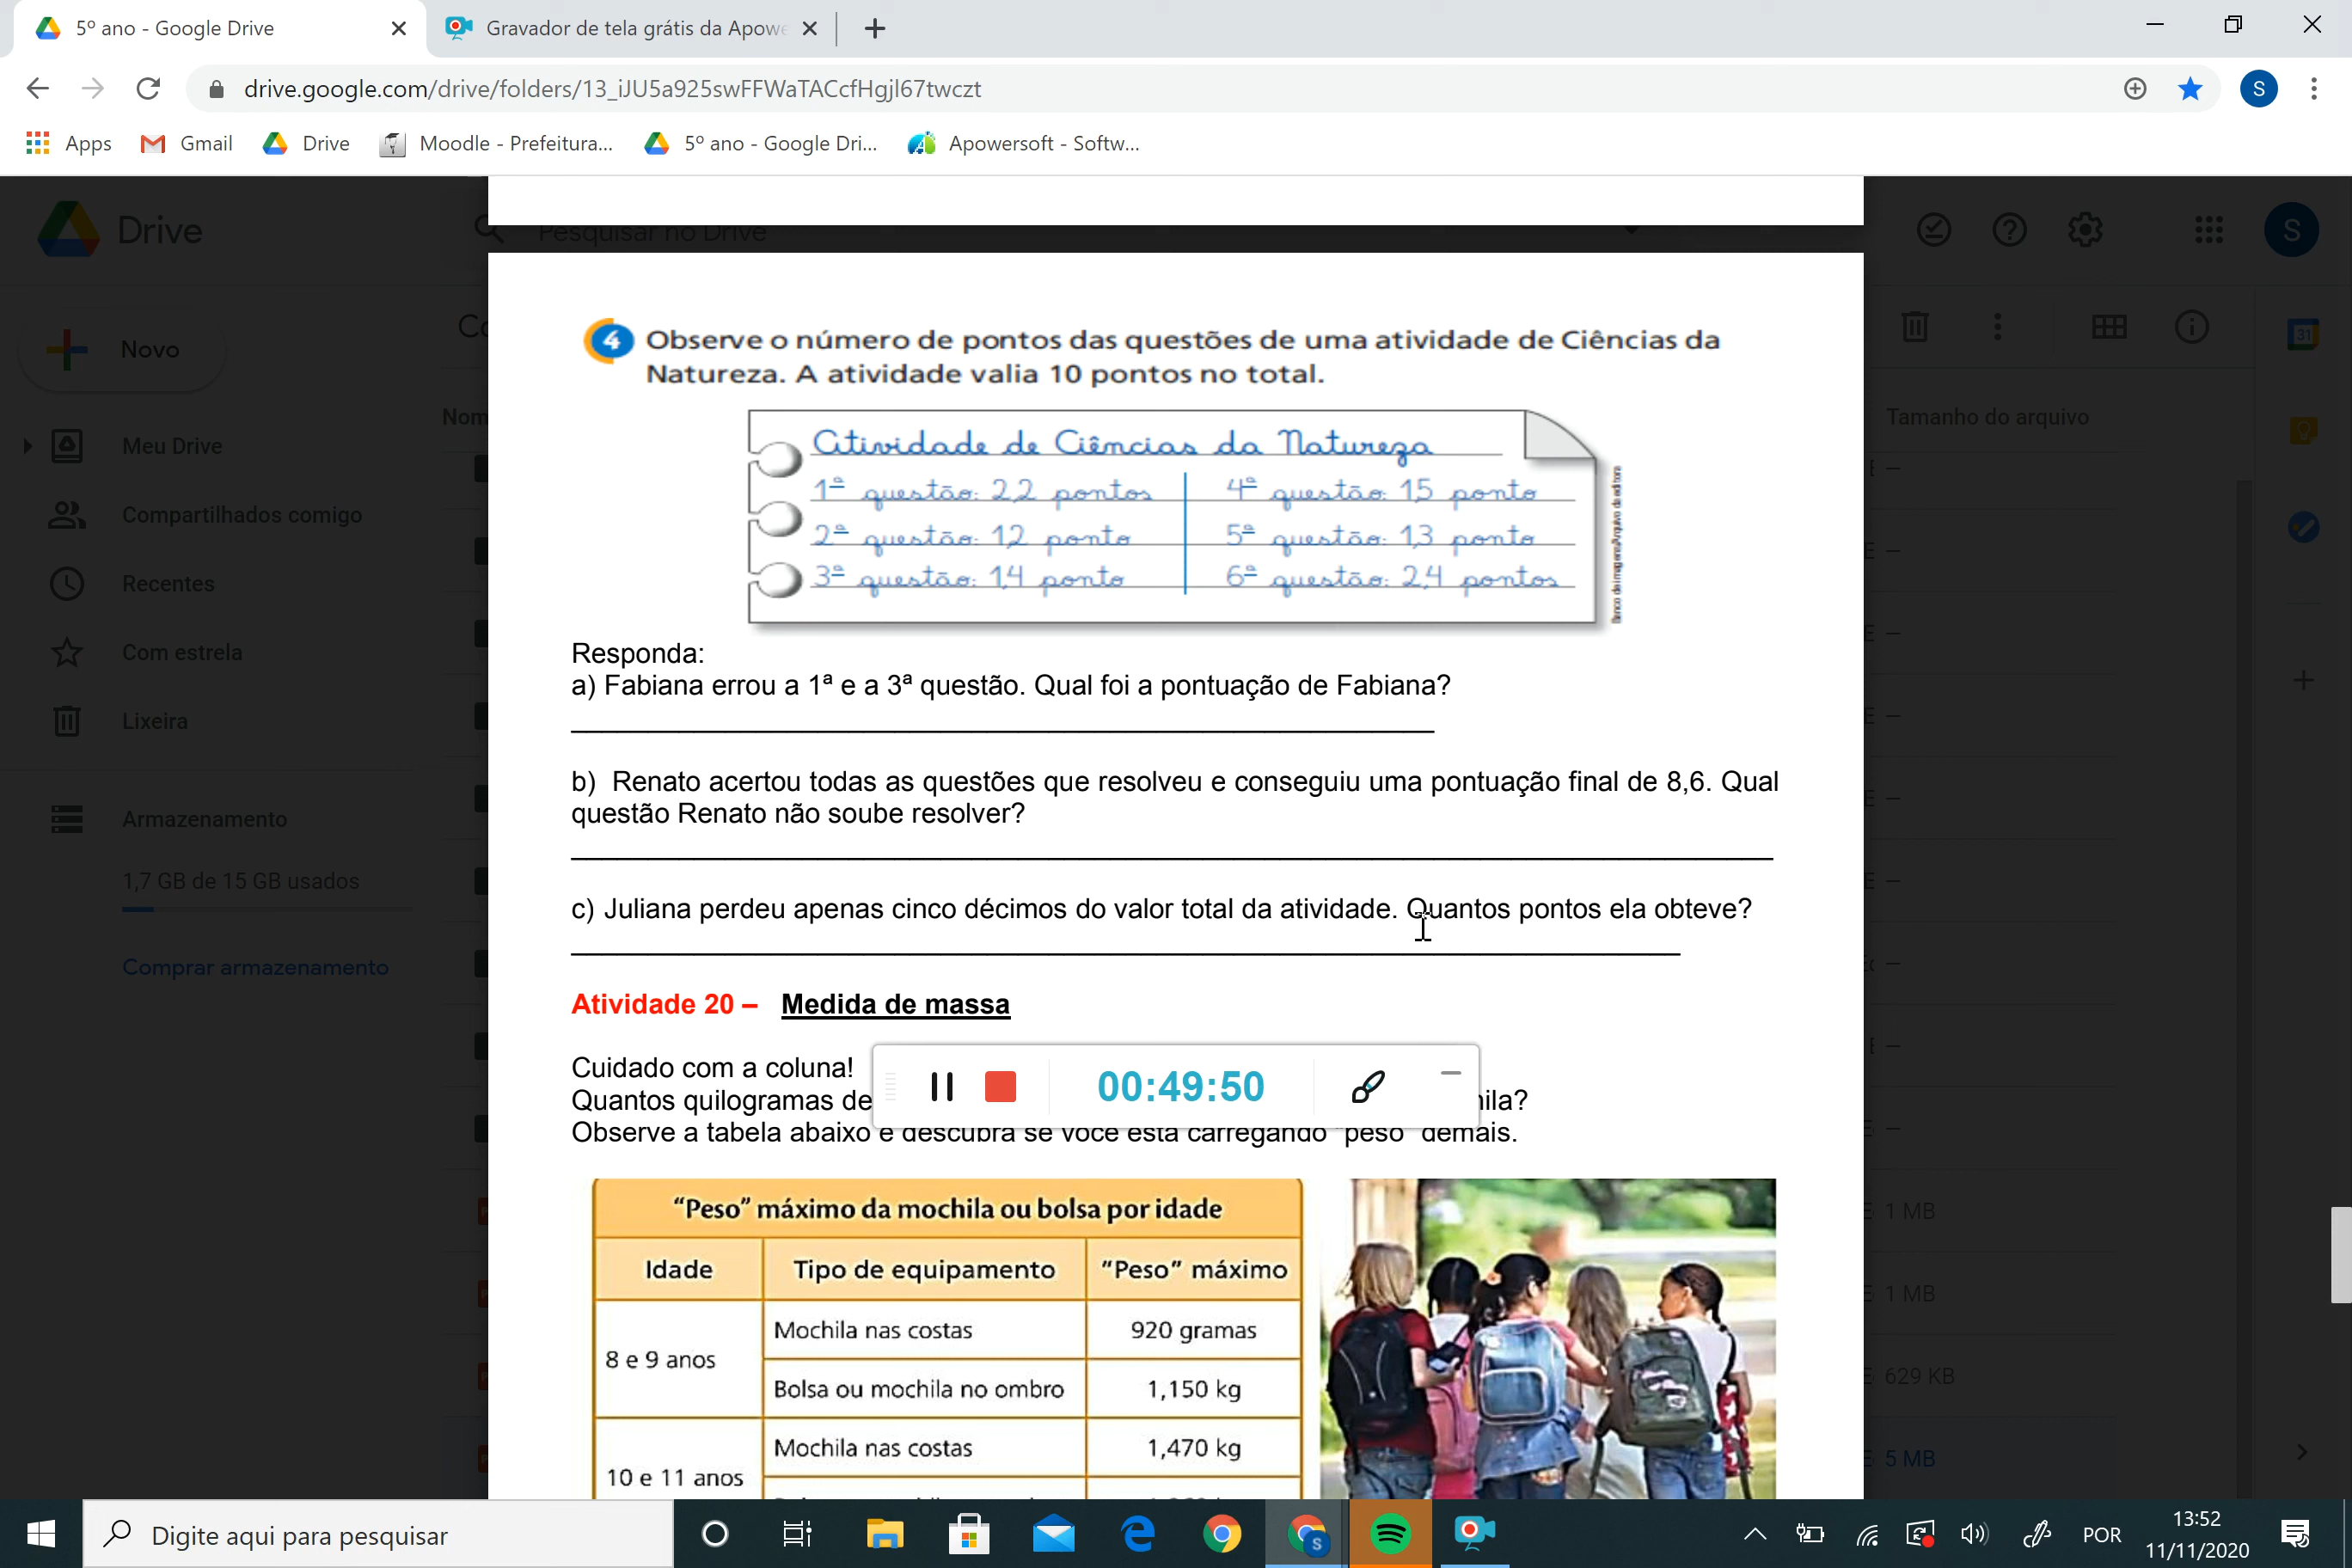 5º ano - Google Drive
Gravador de tela grátis da Apowe
drive.google.com/drive/folders/13_iJU5a925swFFWaTACcfHgjl67twczt
S
Apps
Gmail
Drive
Moodle - Prefeitura...
5º ano - Google Dri...
Apowersoft - Softw...
Drive
Pesquisar no Drive
S
Novo
Nom
Tamanho do arquivo
Meu Drive
Compartilhados comigo
Recentes
Com estrela
Lixeira
Armazenamento
1,7 GB de 15 GB usados
Comprar armazenamento
31
4 Observe o número de pontos das questões de uma atividade de Ciências da
Natureza. A atividade valia 10 pontos no total.
Atividade de Ciências da Natureza
1ª questão: 2,2 pontos
2ª questão: 1,2 ponto
3ª questão: 1,4 ponto
4ª questão: 1,5 ponto
5ª questão: 1,3 ponto
6ª questão: 2,4 pontos
Banco de imagens/Arquivo da editora
Responda:
a) Fabiana errou a 1ª e a 3ª questão. Qual foi a pontuação de Fabiana?
b) Renato acertou todas as questões que resolveu e conseguiu uma pontuação final de 8,6. Qual
questão Renato não soube resolver?
c) Juliana perdeu apenas cinco décimos do valor total da atividade. Quantos pontos ela obteve?
Atividade 20 – Medida de massa
Cuidado com a coluna!
Quantos quilogramas de
Observe a tabela abaixo e descubra se você está carregando "peso" demais.
00:49:50
“Peso” máximo da mochila ou bolsa por idade
Idade Tipo de equipamento “Peso” máximo
8 e 9 anos
Mochila nas costas 920 gramas
Bolsa ou mochila no ombro 1,150 kg
10 e 11 anos
Mochila nas costas 1,470 kg
1 MB
1 MB
629 KB
5 MB
Digite aqui para pesquisar
S
POR
13:52
11/11/2020